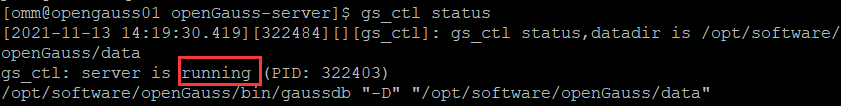 [omm@opengauss01 openGauss-server]$ gs_ctl status
[2021-11-13 14:19:30.419][322484][][gs_ctl]: gs_ctl status,datadir is /opt/software/
openGauss/data
gs_ctl: server is running (PID: 322403)
/opt/software/openGauss/bin/gaussdb "-D" "/opt/software/openGauss/data"